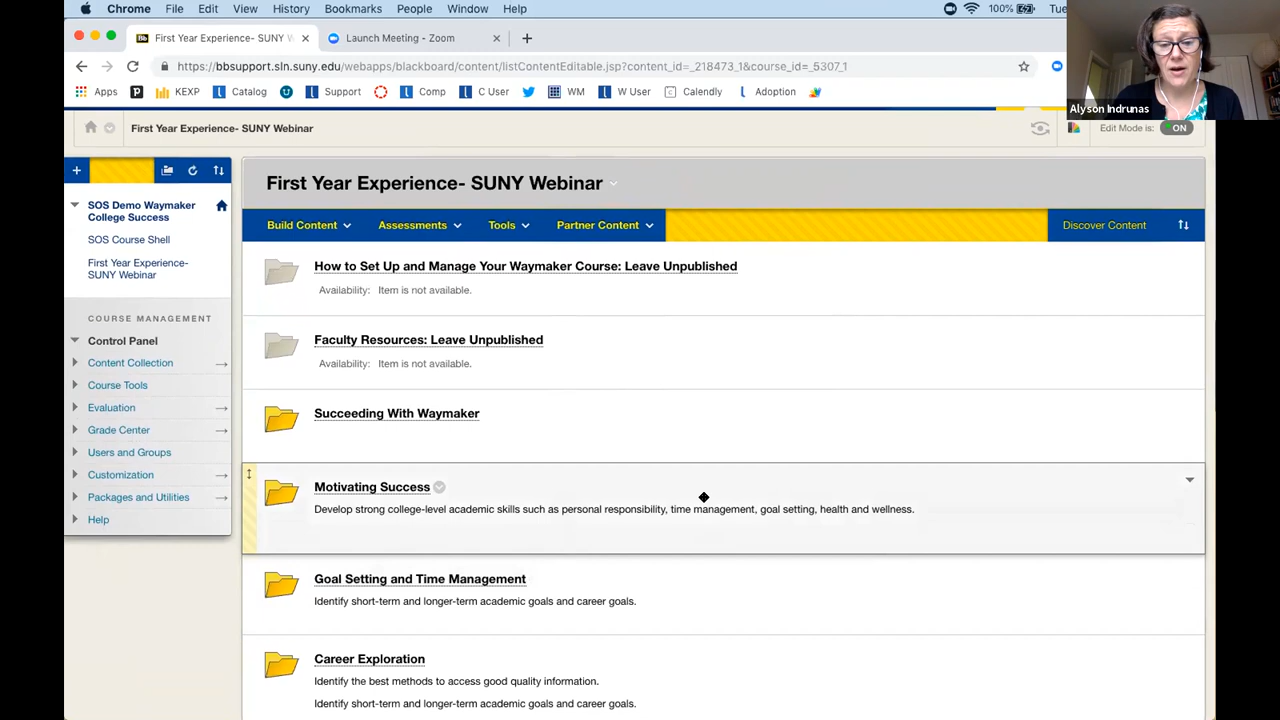 Chrome File Edit View History Bookmarks People Window Help
100% Tue
First Year Experience- SUNY W
Launch Meeting - Zoom
https://bbsupport.sln.suny.edu/webapps/blackboard/content/listContentEditable.jsp?content_id=_218473_1&course_id=_5307_1
Apps KEXP Catalog Support Comp WM W User Calendly Adoption
C User
Alyson Indrunas
First Year Experience- SUNY Webinar
Edit Mode is: ON
SOS Demo Waymaker
College Success
SOS Course Shell
First Year Experience-
SUNY Webinar
COURSE MANAGEMENT
Control Panel
Content Collection
Course Tools
Evaluation
Grade Center
Users and Groups
Customization
Packages and Utilities
Help
First Year Experience- SUNY Webinar
Build Content Assessments Tools Partner Content Discover Content
How to Set Up and Manage Your Waymaker Course: Leave Unpublished
Availability: Item is not available.
Faculty Resources: Leave Unpublished
Availability: Item is not available.
Succeeding With Waymaker
Motivating Success
Develop strong college-level academic skills such as personal responsibility, time management, goal setting, health and wellness.
Goal Setting and Time Management
Identify short-term and longer-term academic goals and career goals.
Career Exploration
Identify the best methods to access good quality information.
Identify short-term and longer-term academic goals and career goals.